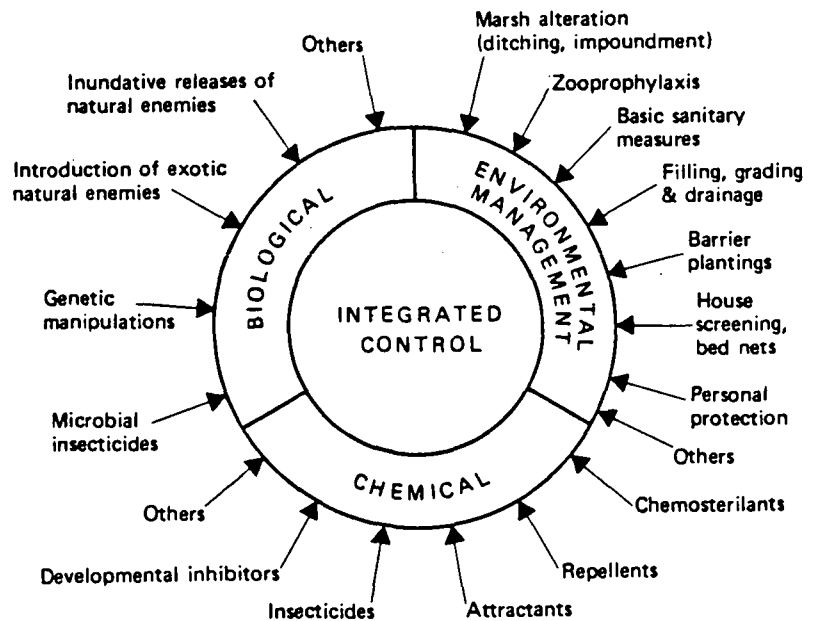 Others
Inundative releases of
natural enemies
Introduction of exotic
natural enemies
Genetic
manipulations
Microbial
insecticides
Others
Developmental inhibitors
Insecticides
Attractants
Repellents
Chemosterilants
Others
Personal
protection
House
screening,
bed nets
Barrier
plantings
Filling, grading
& drainage
Basic sanitary
measures
Zooprophylaxis
Marsh alteration
(ditching, impoundment)
BIOLOGICAL
ENVIRONMENTAL
MANAGEMENT
CHEMICAL
INTEGRATED
CONTROL